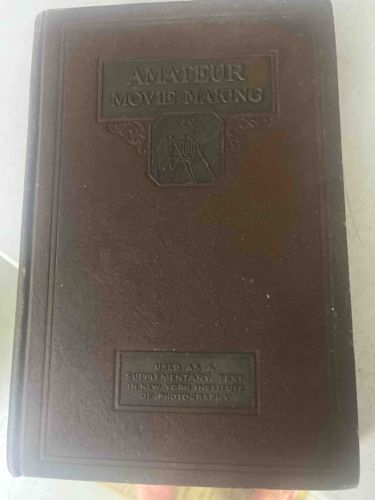 AMATEUR
MOVIE MAKING
USED AS A
SUPPLEMENTARY TEXT
IN NEW YORK INSTITUTE
OF PHOTOGRAPHY